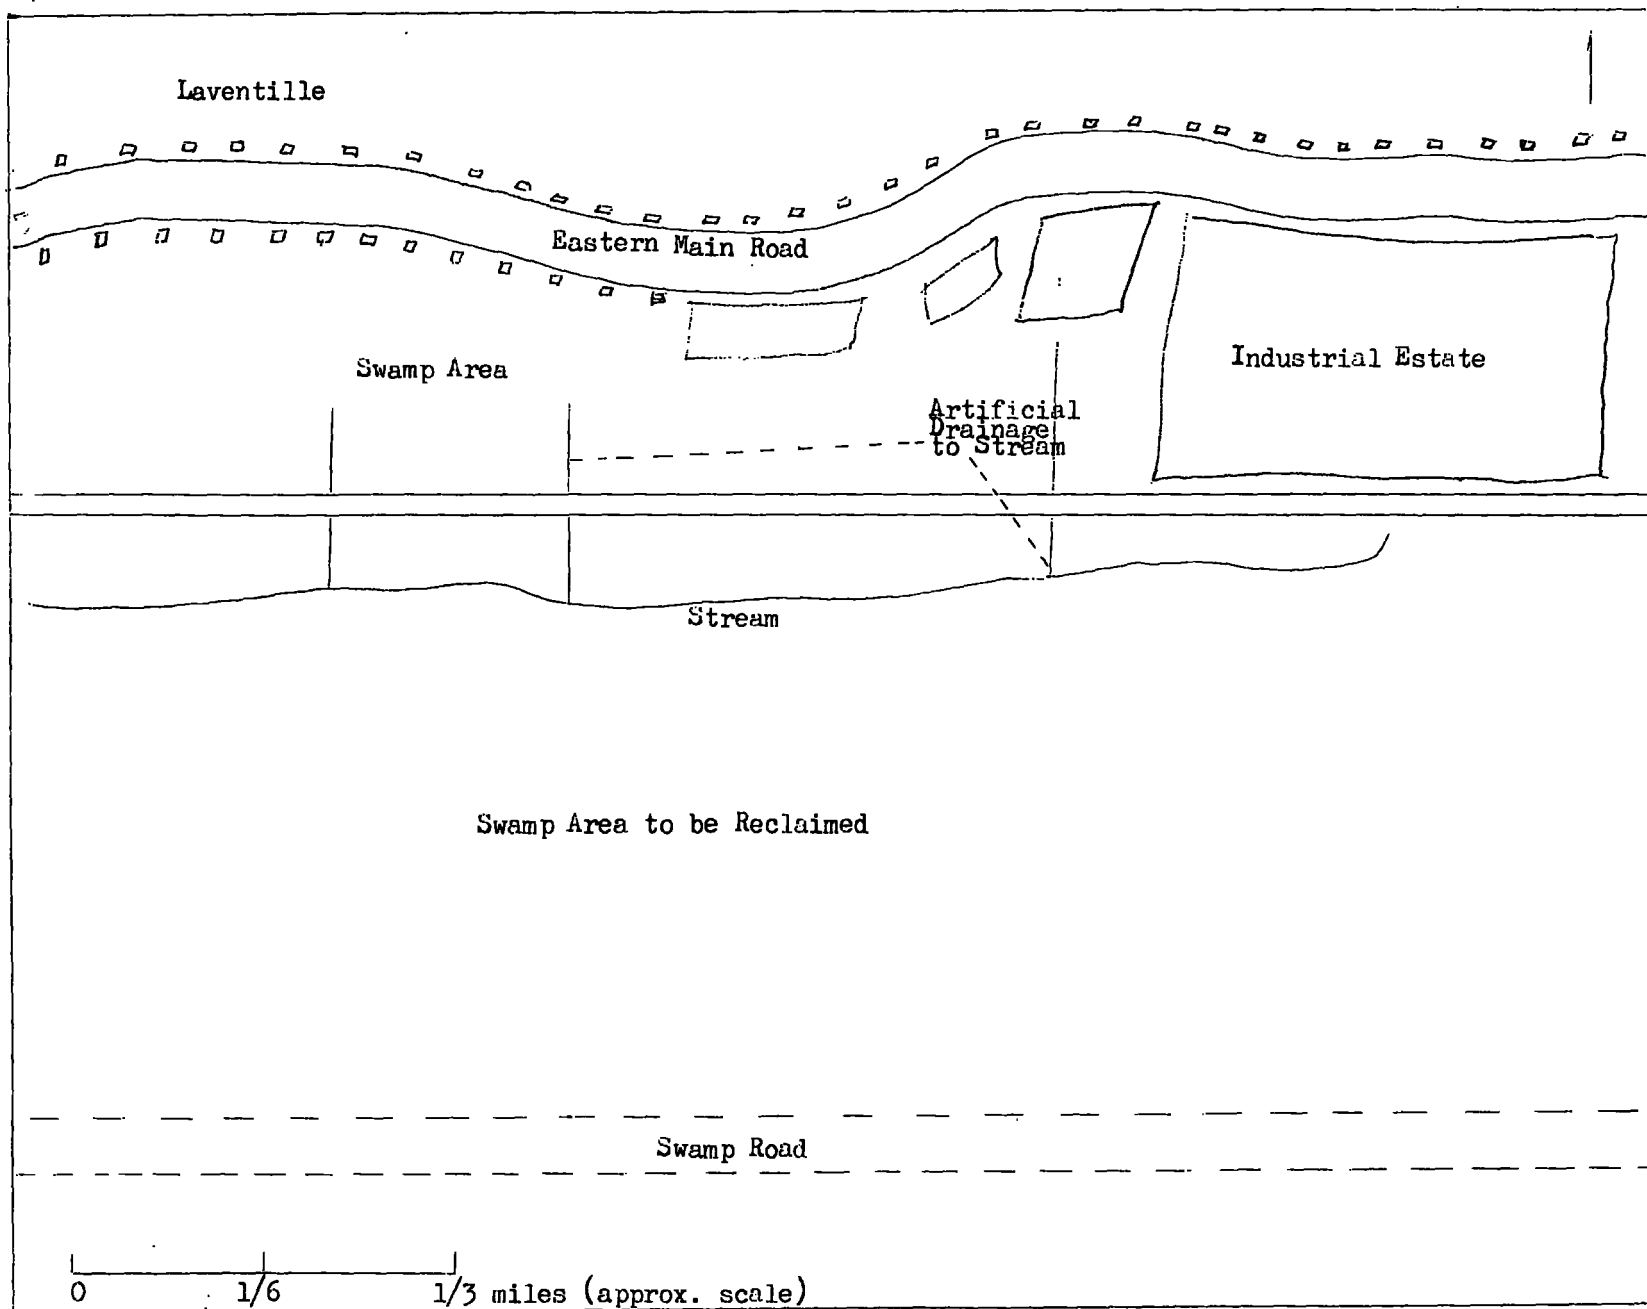 Laventille
Eastern Main Road
Swamp Area
Industrial Estate
Artificial
Drainage
to Stream
Stream
Swamp Area to be Reclaimed
Swamp Road
0 1/6 1/3 miles (approx. scale)